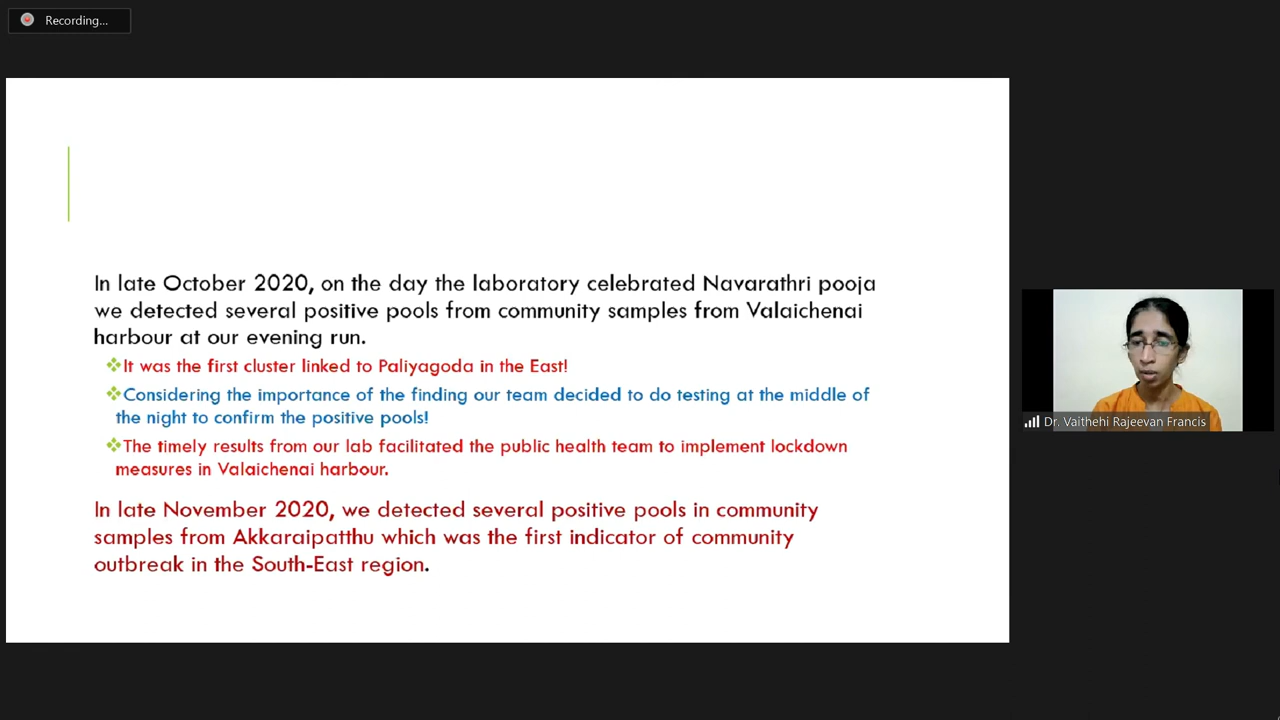 Recording...
In late October 2020, on the day the laboratory celebrated Navarathri pooja
we detected several positive pools from community samples from Valaichenai
harbour at our evening run.
❖It was the first cluster linked to Paliyagoda in the East!
❖Considering the importance of the finding our team decided to do testing at the middle of
the night to confirm the positive pools!
❖The timely results from our lab facilitated the public health team to implement lockdown
measures in Valaichenai harbour.
In late November 2020, we detected several positive pools in community
samples from Akkaraipatthu which was the first indicator of community
outbreak in the South-East region.
Dr. Vaithehi Rajeevan Francis